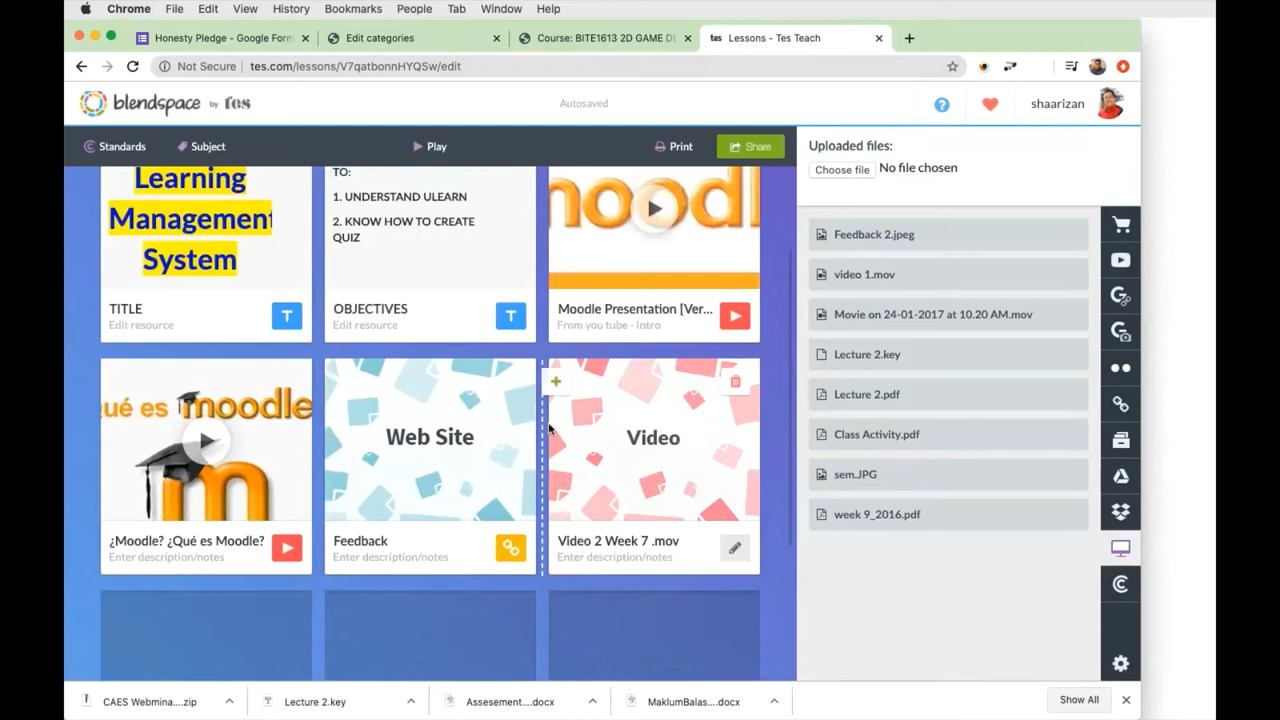 Chrome File Edit View History Bookmarks People Tab Window Help
Honesty Pledge - Google Form
Edit categories
Course: BITE1613 2D GAME DE
tes Lessons - Tes Teach
Not Secure tes.com/lessons/V7qatbonnHYQSw/edit
blendspace by tes
Autosaved
? shaarizan
Standards Subject Play Print Share
Uploaded files:
Choose file No file chosen
Learning
Management
System
TITLE
Edit resource
T
TO:
1. UNDERSTAND ULEARN
2. KNOW HOW TO CREATE
QUIZ
OBJECTIVES
Edit resource
T
moodl
Moodle Presentation [Ver...
From you tube - Intro
qué es moodle
m
¿Moodle? ¿Qué es Moodle?
Enter description/notes
Web Site
Feedback
Enter description/notes
Video
Video 2 Week 7 .mov
Enter description/notes
Feedback 2.jpeg
video 1.mov
Movie on 24-01-2017 at 10.20 AM.mov
Lecture 2.key
Lecture 2.pdf
Class Activity.pdf
sem.JPG
week 9_2016.pdf
CAES Webmina....zip
Lecture 2.key
Assesement....docx
MaklumBalas...docx
Show All